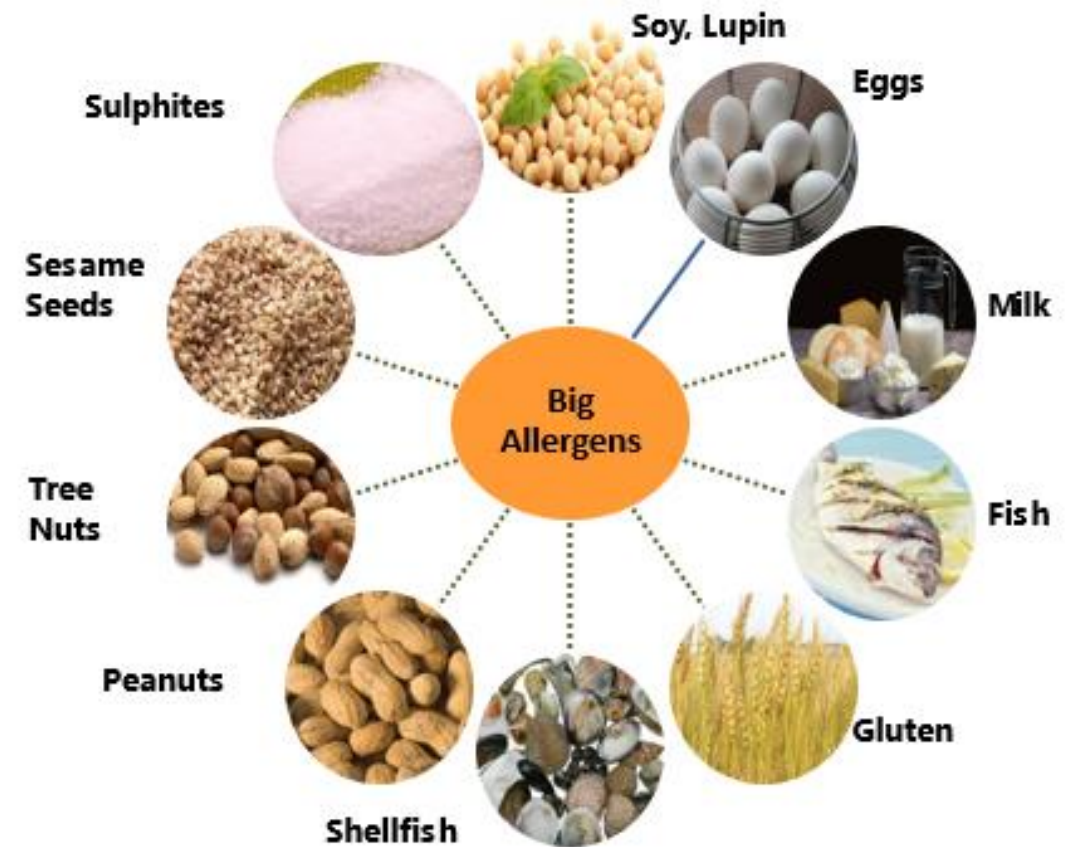 Soy, Lupin
Eggs
Sulphites
Sesame
Seeds
Milk
Big
Allergens
Tree
Nuts
Fish
Peanuts
Gluten
Shellfish